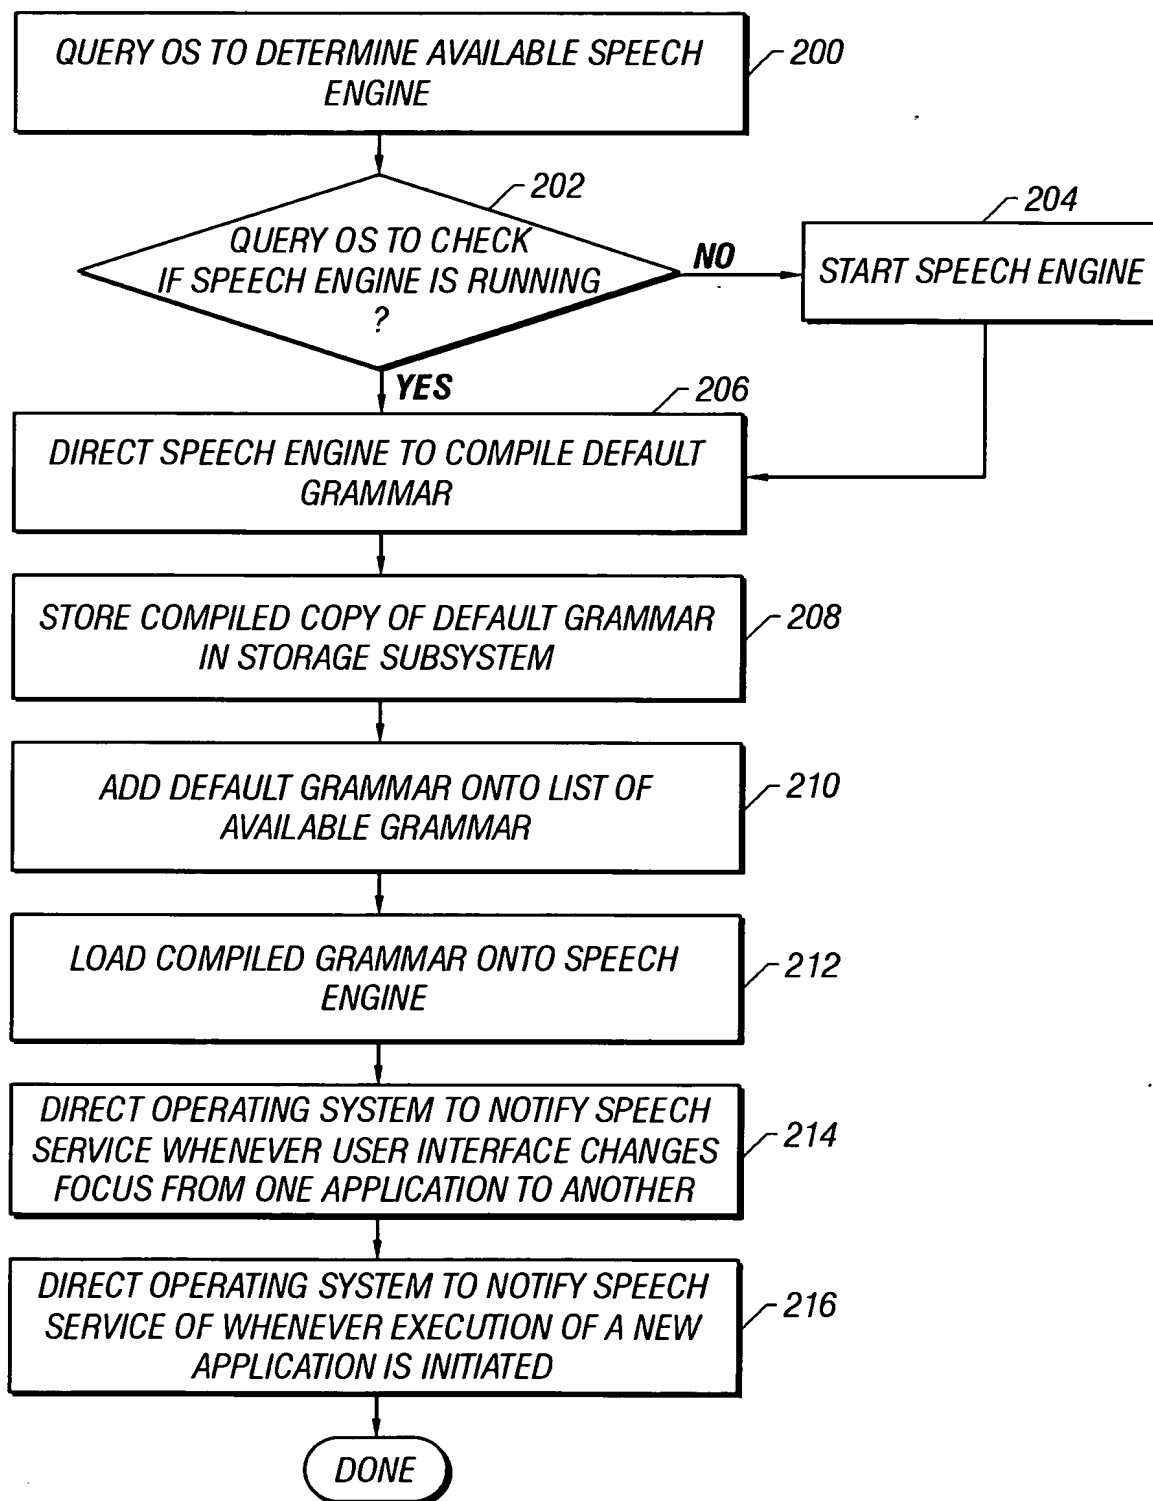 QUERY OS TO DETERMINE AVAILABLE SPEECH
ENGINE
200
202
QUERY OS TO CHECK
IF SPEECH ENGINE IS RUNNING
?
NO
204
START SPEECH ENGINE
YES
206
DIRECT SPEECH ENGINE TO COMPILE DEFAULT
GRAMMAR
STORE COMPILED COPY OF DEFAULT GRAMMAR
IN STORAGE SUBSYSTEM
208
ADD DEFAULT GRAMMAR ONTO LIST OF
AVAILABLE GRAMMAR
210
LOAD COMPILED GRAMMAR ONTO SPEECH
ENGINE
212
DIRECT OPERATING SYSTEM TO NOTIFY SPEECH
SERVICE WHENEVER USER INTERFACE CHANGES
FOCUS FROM ONE APPLICATION TO ANOTHER
214
DIRECT OPERATING SYSTEM TO NOTIFY SPEECH
SERVICE OF WHENEVER EXECUTION OF A NEW
APPLICATION IS INITIATED
216
DONE